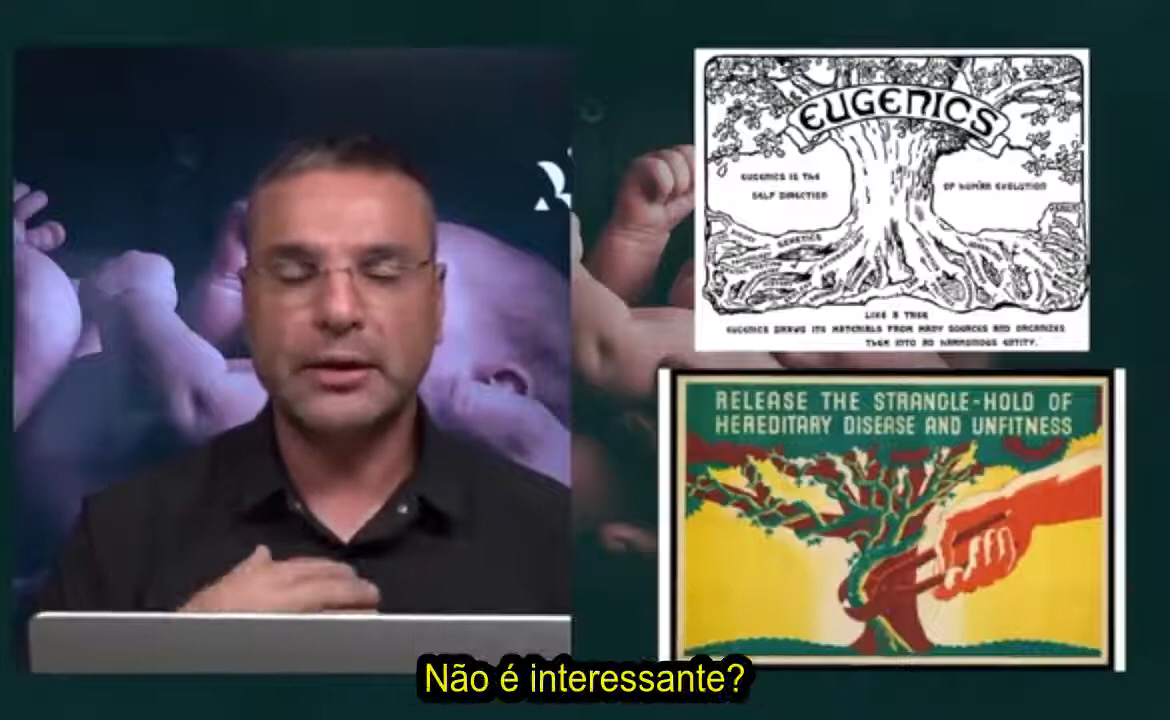 EUGENICS
EUGENICS IS THE
SELF DIRECTION
OF HUMAN EVOLUTION
GENETICS
LIKE A TREE
EUGENICS DRAWS ITS MATERIALS FROM MANY SOURCES AND ORGANIZES
THEM INTO AN HARMONIOUS ENTITY.
RELEASE THE STRANGLE-HOLD OF
HEREDITARY DISEASE AND UNFITNESS
Não é interessante?